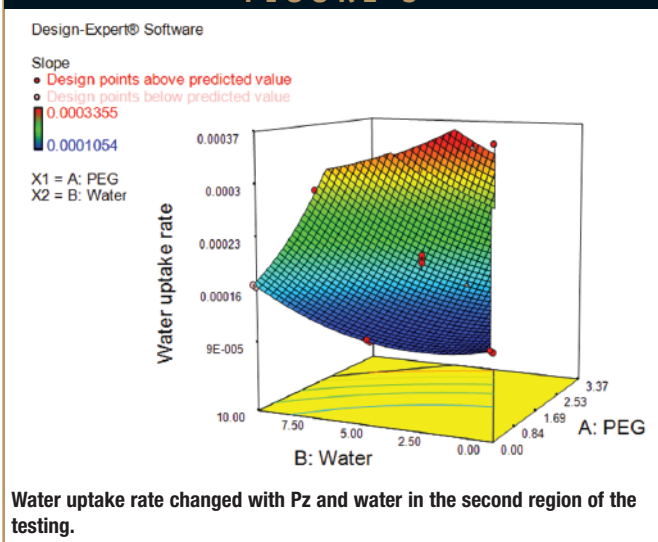 Design-Expert® Software
Slope
Design points above predicted value
Design points below predicted value
0.0003355
0.0001054
X1 = A: PEG
X2 = B: Water
0.00037
0.0003
0.00023
0.00016
9E-005
Water uptake rate
10.00
7.50
5.00
2.50
0.00
B: Water
0.00
0.84
1.69
2.53
3.37
A: PEG
Water uptake rate changed with Pz and water in the second region of the
testing.